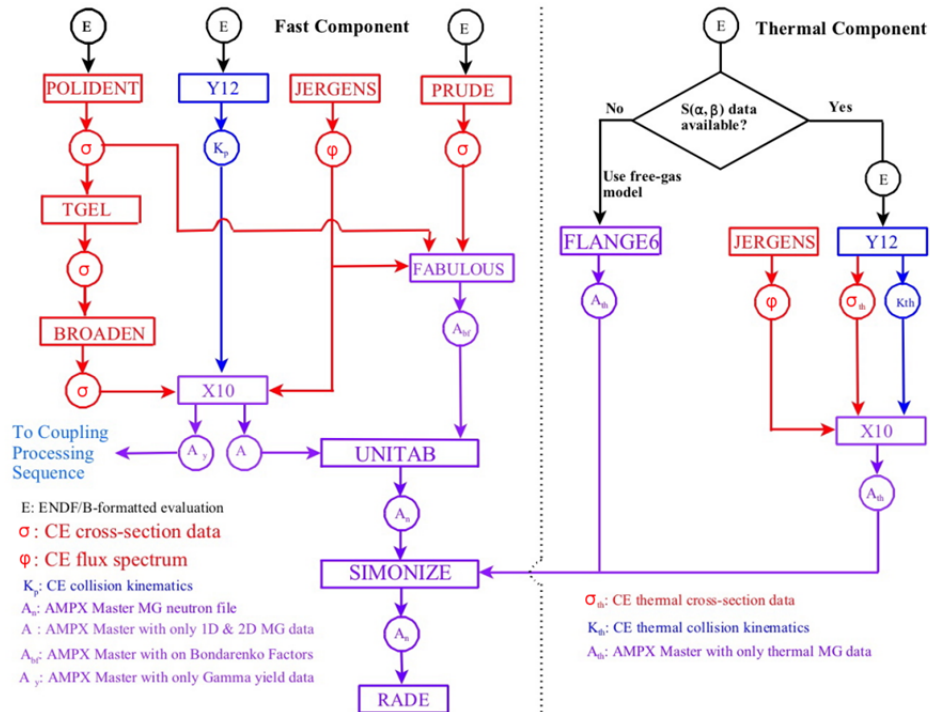 E
E
Fast Component
E
E
Thermal Component
POLIDENT
Y12
JERGENS
PRUDE
No
S(α, β) data
available?
Yes
σ
Kp
φ
σ
Use free-gas
model
E
TGEL
FLANGE6
JERGENS
Y12
σ
FABULOUS
Ath
φ
σth
Kth
BROADEN
Abf
σ
X10
X10
To Coupling
Processing
Sequence
A y
A
UNITAB
Ath
E: ENDF/B-formatted evaluation
An
σ: CE cross-section data
φ: CE flux spectrum
SIMONIZE
Kp: CE collision kinematics
An: AMPX Master MG neutron file
A : AMPX Master with only 1D & 2D MG data
Abf: AMPX Master with on Bondarenko Factors
A y: AMPX Master with only Gamma yield data
An
RADE
σth: CE thermal cross-section data
Kth: CE thermal collision kinematics
Ath: AMPX Master with only thermal MG data